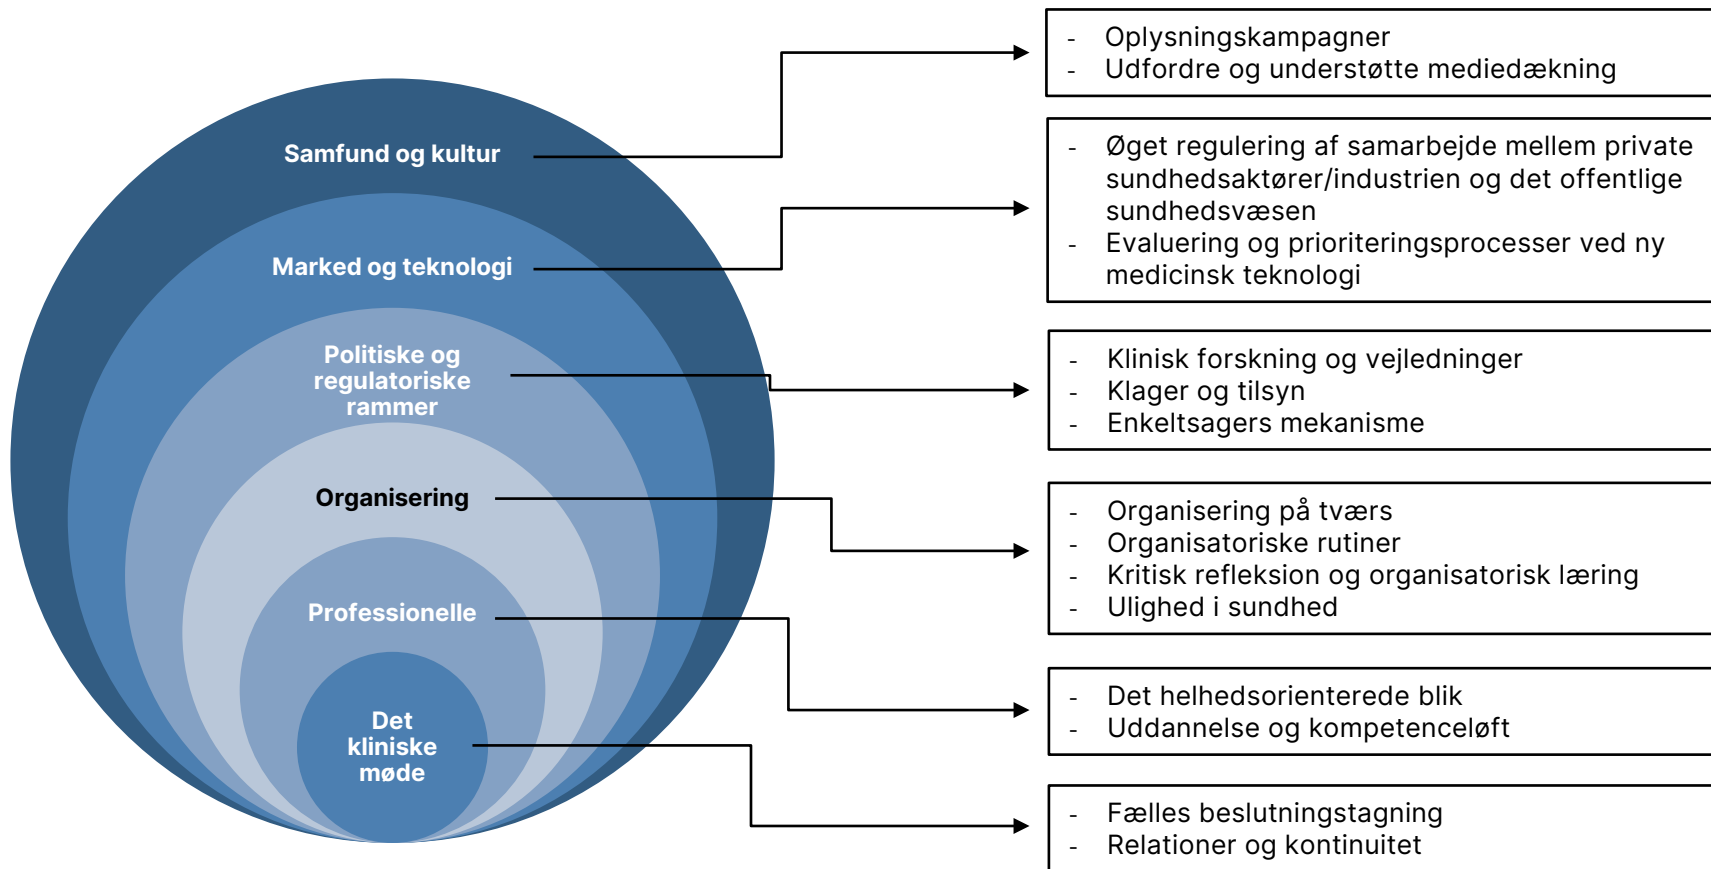 Samfund og kultur
- Oplysningskampagner
- Udfordre og understøtte mediedækning
Marked og teknologi
- Øget regulering af samarbejde mellem private
sundhedsaktører/industrien og det offentlige
sundhedsvæsen
- Evaluering og prioriteringsprocesser ved ny
medicinsk teknologi
Politiske og
regulatoriske
rammer
- Klinisk forskning og vejledninger
- Klager og tilsyn
- Enkeltsagers mekanisme
Organisering
- Organisering på tværs
- Organisatoriske rutiner
- Kritisk refleksion og organisatorisk læring
- Ulighed i sundhed
Professionelle
- Det helhedsorienterede blik
- Uddannelse og kompetenceløft
Det
kliniske
møde
- Fælles beslutningstagning
- Relationer og kontinuitet